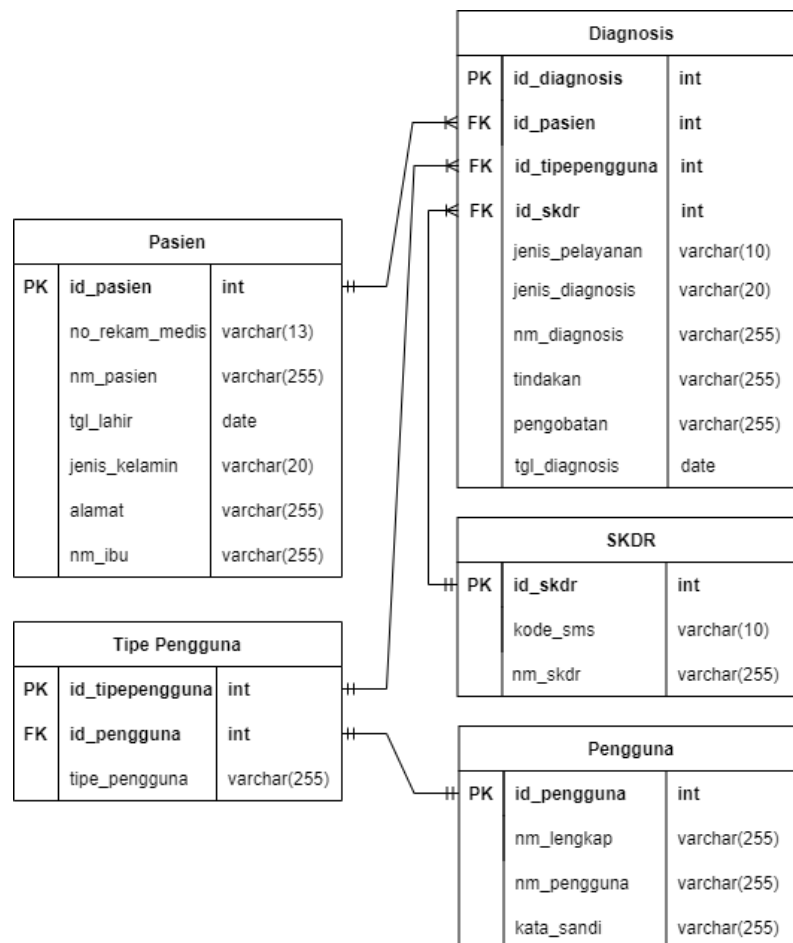 Diagnosis
PK id_diagnosis int
FK id_pasien int
FK id_tipepengguna int
FK id_skdr int
jenis_pelayanan varchar(10)
jenis_diagnosis varchar(20)
nm_diagnosis varchar(255)
tindakan varchar(255)
pengobatan varchar(255)
tgl_diagnosis date
Pasien
PK id_pasien int
no_rekam_medis varchar(13)
nm_pasien varchar(255)
tgl_lahir date
jenis_kelamin varchar(20)
alamat varchar(255)
nm_ibu varchar(255)
SKDR
PK id_skdr int
kode_sms varchar(10)
nm_skdr varchar(255)
Tipe Pengguna
PK id_tipepengguna int
FK id_pengguna int
tipe_pengguna varchar(255)
Pengguna
PK id_pengguna int
nm_lengkap varchar(255)
nm_pengguna varchar(255)
kata_sandi varchar(255)